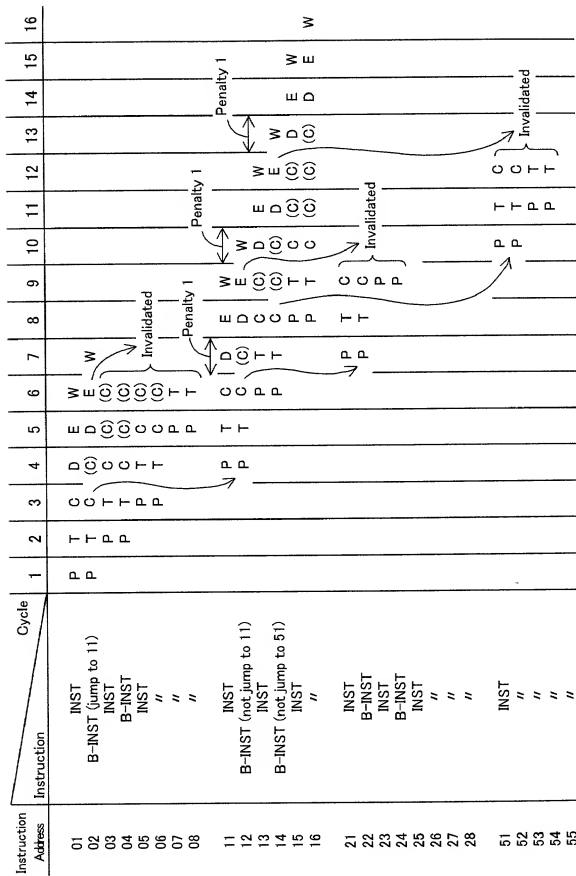 Cycle 1 2 3 4 5 6 7 8 9 10 11 12 13 14 15 16
Instruction Address Instruction
01 INST P T C D E W
02 B-INST (jump to 11) P T C (C) D E W
03 INST P T C (C) (C)
04 B-INST P T C (C) (C)
05 INST P T C (C)
06 〃 P T C (C)
07 〃 P T
08 〃 P T
Invalidated
Penalty 1
11 INST P T C D E W
12 B-INST (not jump to 11) P T C (C) D E W
13 INST P T C (C) D E W
14 B-INST (not jump to 51) P T C (C) (C) D E W
15 INST P T C (C) (C) D E W
16 〃 P T C (C) (C) (C) D E W
Penalty 1
Penalty 1
21 INST P T C
22 B-INST P T C
23 INST P
24 B-INST P
25 INST
26 〃
27 〃
28 〃
Invalidated
51 INST P T C
52 〃 P T C
53 〃 P T
54 〃 P T
55 〃
Invalidated